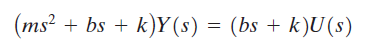 (ms² + bs + k)Y(s) = (bs + k)U(s)